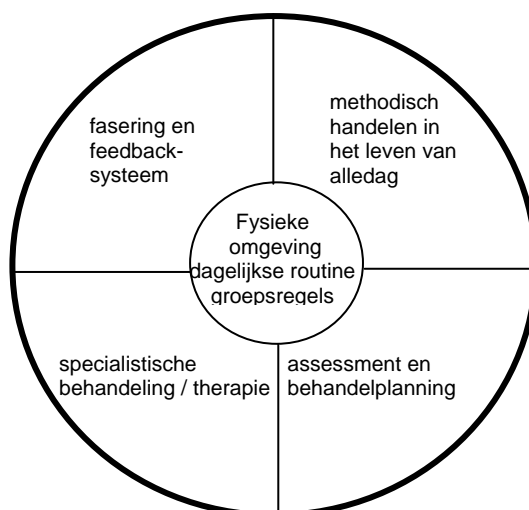 fasering en
feedback-
systeem
methodisch
handelen in
het leven van
alledag
Fysieke
omgeving
dagelijkse routine
groepsregels
specialistische
behandeling / therapie
assessment en
behandelplanning